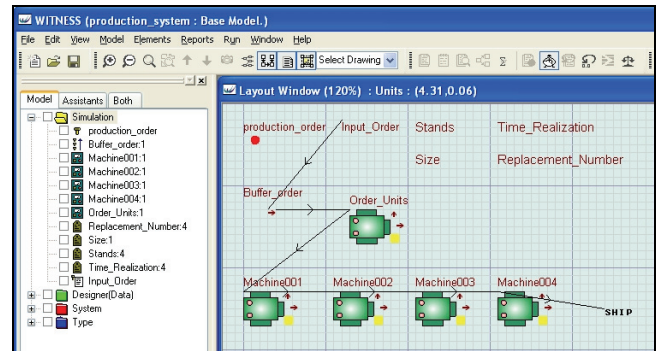 WITNESS (production_system : Base Model.)
File Edit View Model Elements Reports Run Window Help
Select Drawing
Model Assistants Both
Simulation
production_order
Buffer_order:1
Machine001:1
Machine002:1
Machine003:1
Machine004:1
Order_Units:1
Replacement_Number:4
Size:1
Stands:4
Time_Realization:4
Input_Order
Designer(Data)
System
Type
Layout Window (120%) : Units : (4.31,0.06)
production_order Input_Order Stands Time_Realization
Size Replacement_Number
Buffer_order
Order_Units
Machine001 Machine002 Machine003 Machine004
SHIP